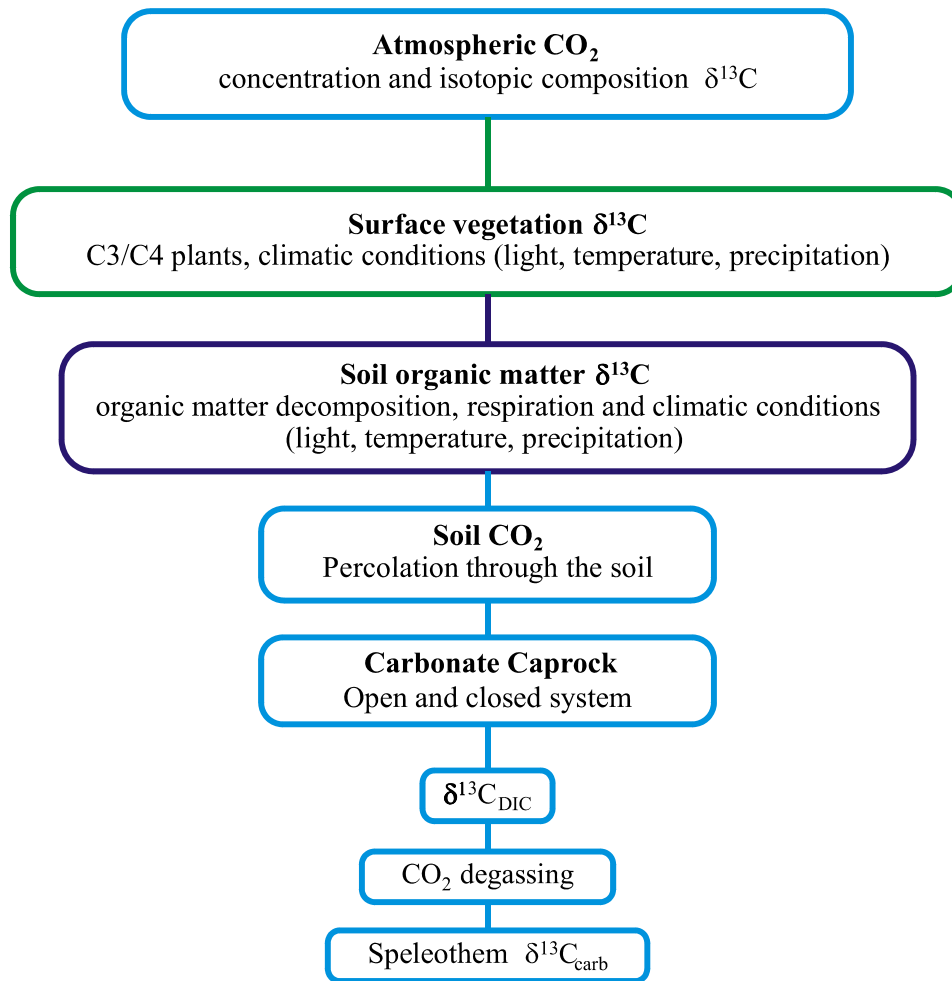 Atmospheric CO₂
concentration and isotopic composition δ¹³C
Surface vegetation δ¹³C
C3/C4 plants, climatic conditions (light, temperature, precipitation)
Soil organic matter δ¹³C
organic matter decomposition, respiration and climatic conditions
(light, temperature, precipitation)
Soil CO₂
Percolation through the soil
Carbonate Caprock
Open and closed system
δ¹³C_DIC
CO₂ degassing
Speleothem δ¹³C_carb